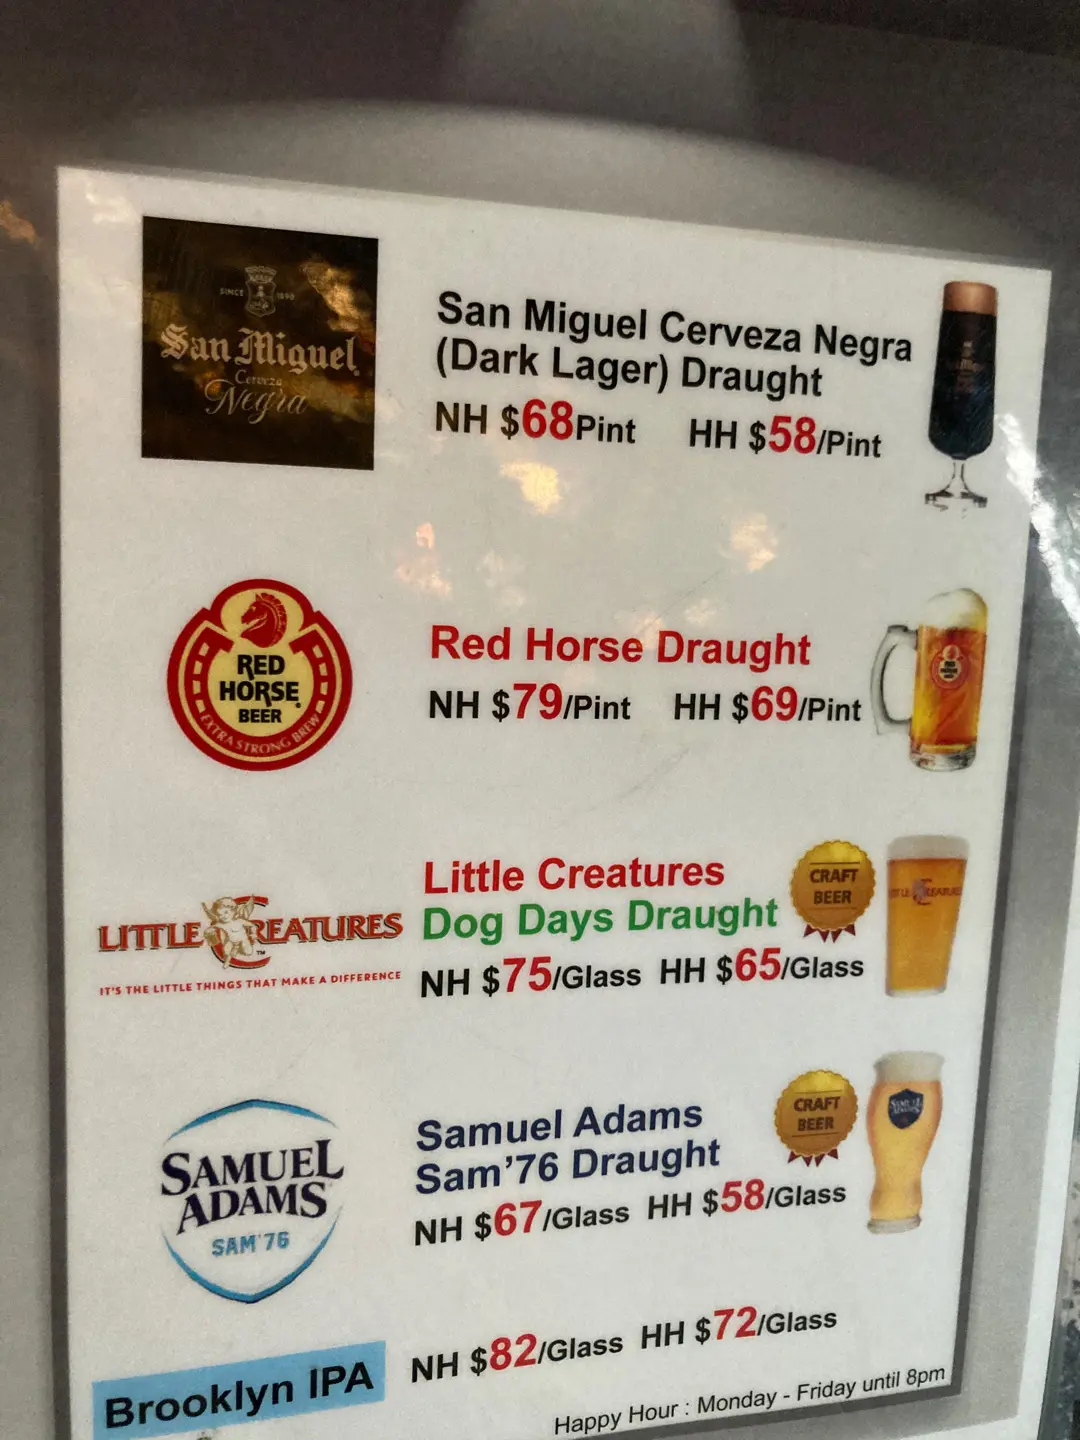 SINCE 1890
San Miguel
Cerveza
Negra
San Miguel Cerveza Negra
(Dark Lager) Draught
NH $68Pint HH $58/Pint
RED
HORSE
BEER
EXTRA STRONG BREW
Red Horse Draught
NH $79/Pint HH $69/Pint
RED
HORSE
BEER
LITTLE CREATURES™
IT'S THE LITTLE THINGS THAT MAKE A DIFFERENCE
Little Creatures
Dog Days Draught
NH $75/Glass HH $65/Glass
CRAFT
BEER
SAMUEL
ADAMS
SAM '76
Samuel Adams
Sam'76 Draught
NH $67/Glass HH $58/Glass
CRAFT
BEER
Brooklyn IPA
NH $82/Glass HH $72/Glass
Happy Hour : Monday - Friday until 8pm